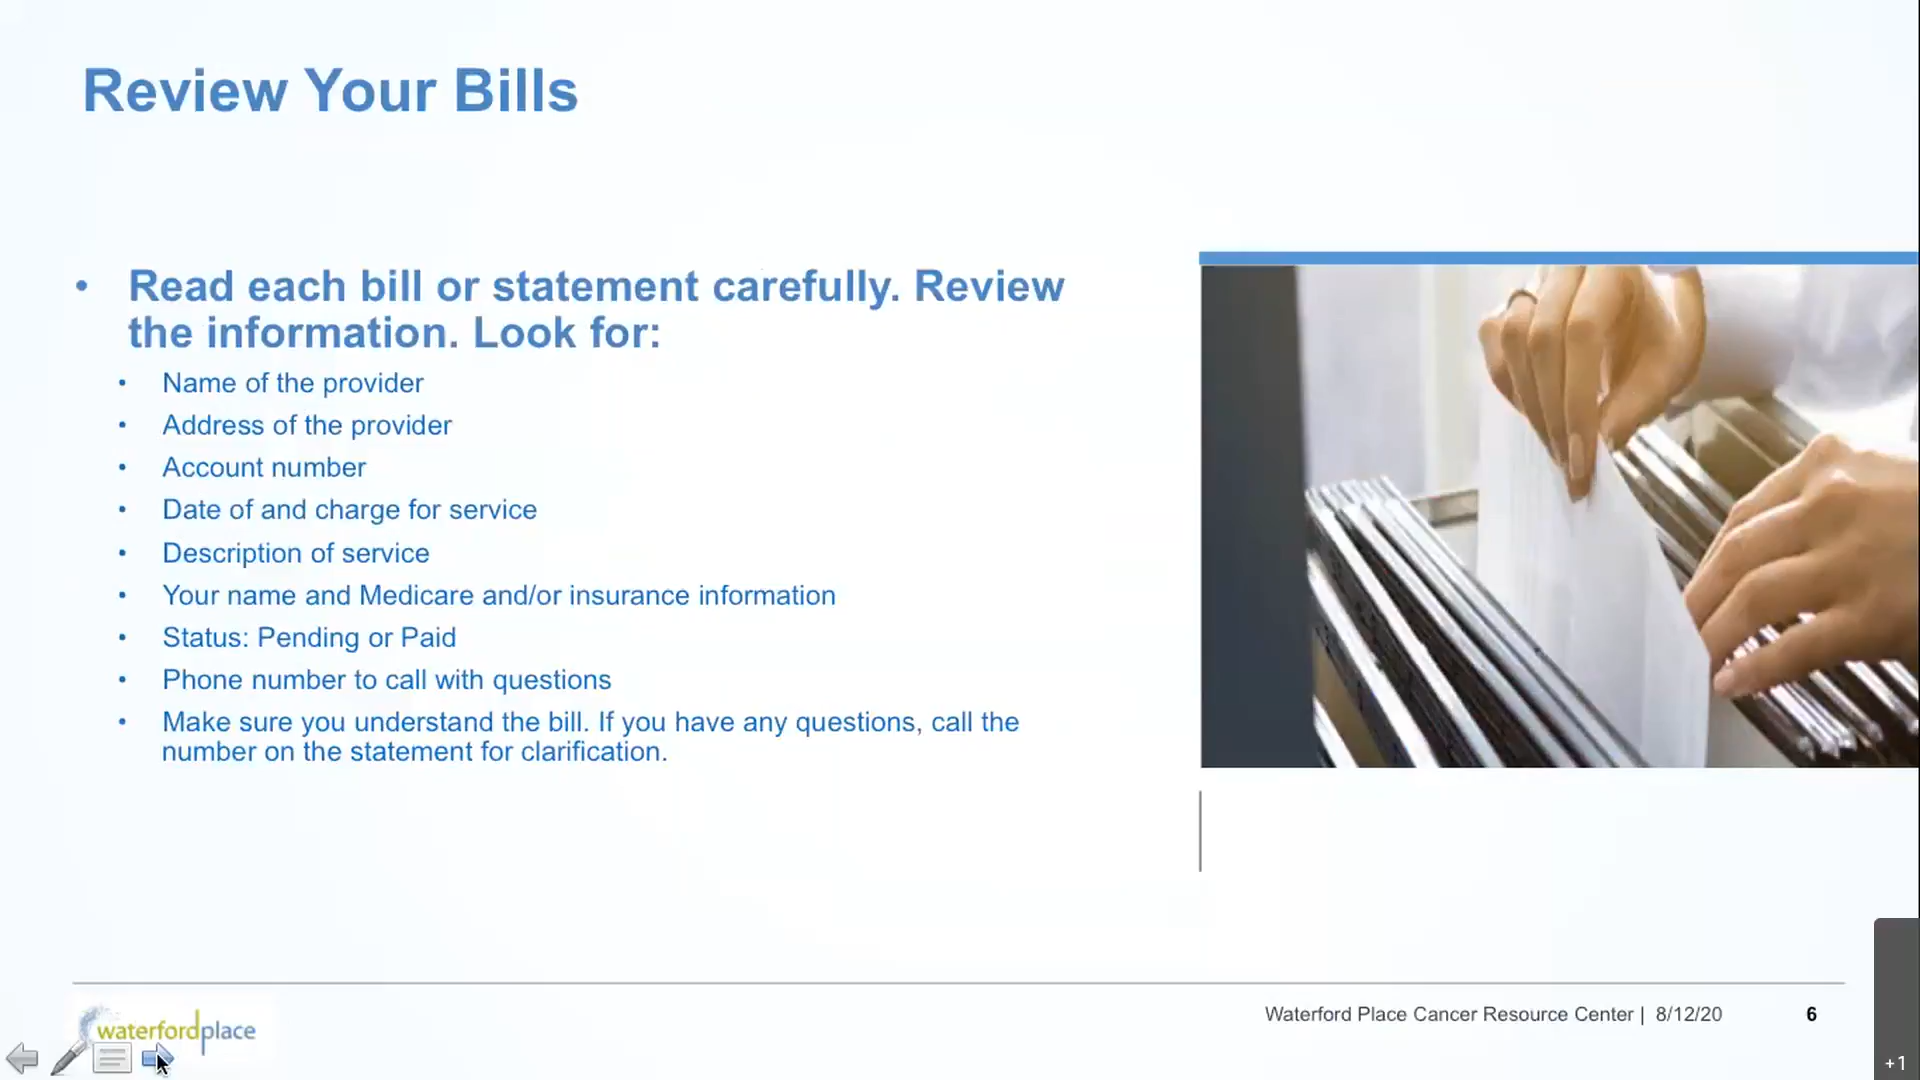 Review Your Bills
• Read each bill or statement carefully. Review
the information. Look for:
• Name of the provider
• Address of the provider
• Account number
• Date of and charge for service
• Description of service
• Your name and Medicare and/or insurance information
• Status: Pending or Paid
• Phone number to call with questions
• Make sure you understand the bill. If you have any questions, call the
number on the statement for clarification.
waterfordplace
Waterford Place Cancer Resource Center | 8/12/20 6
+1